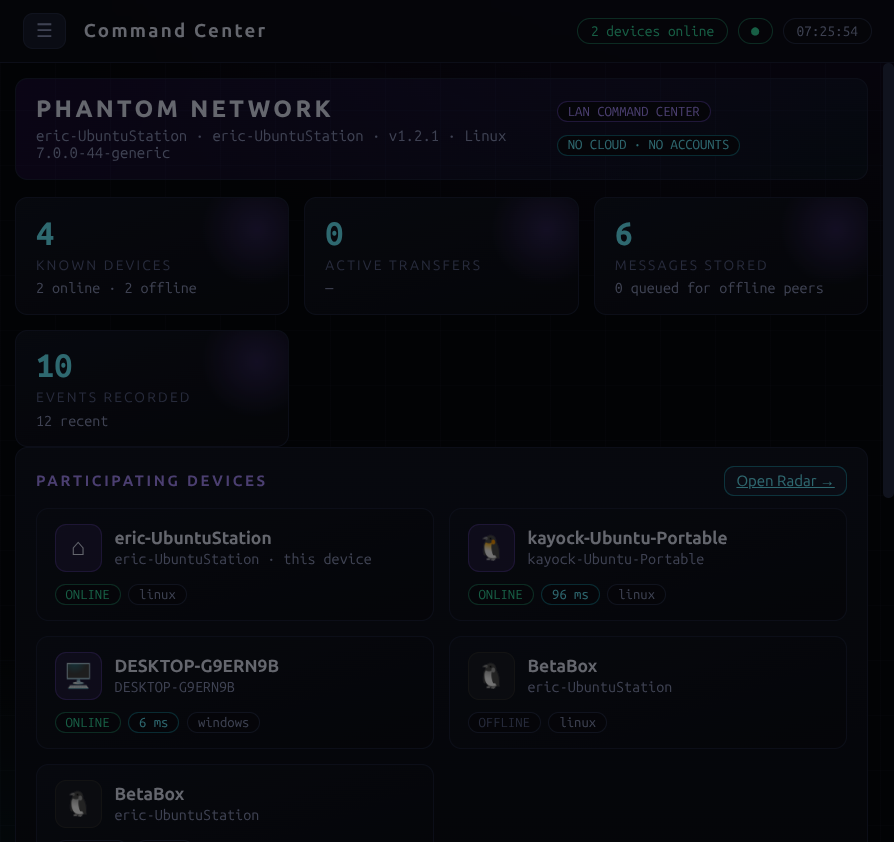 ☰ Command Center
2 devices online
07:25:54
PHANTOM NETWORK
eric-UbuntuStation · eric-UbuntuStation · v1.2.1 · Linux
7.0.0-44-generic
LAN COMMAND CENTER
NO CLOUD · NO ACCOUNTS
4
KNOWN DEVICES
2 online · 2 offline
0
ACTIVE TRANSFERS
—
6
MESSAGES STORED
0 queued for offline peers
10
EVENTS RECORDED
12 recent
PARTICIPATING DEVICES
Open Radar →
eric-UbuntuStation
eric-UbuntuStation · this device
ONLINE linux
kayock-Ubuntu-Portable
kayock-Ubuntu-Portable
ONLINE 96 ms linux
DESKTOP-G9ERN9B
DESKTOP-G9ERN9B
ONLINE 6 ms windows
BetaBox
eric-UbuntuStation
OFFLINE linux
BetaBox
eric-UbuntuStation